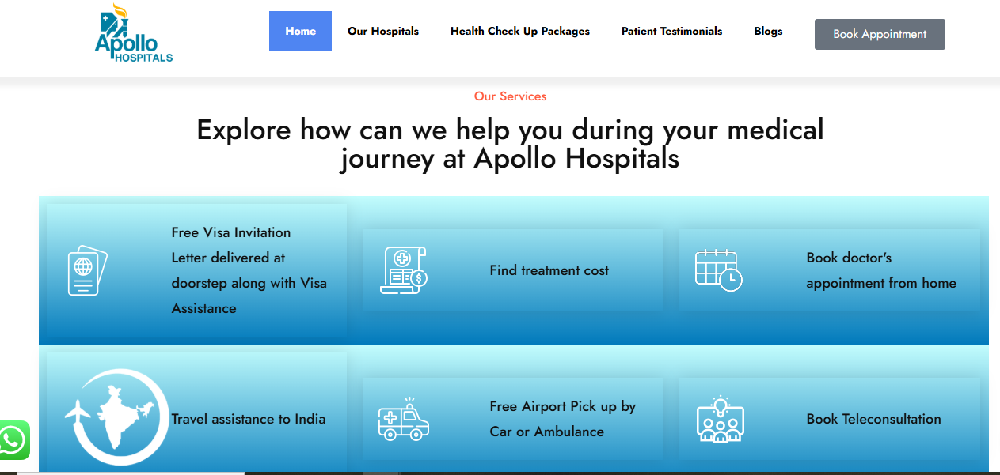 Apollo
HOSPITALS
Home
Our Hospitals
Health Check Up Packages
Patient Testimonials
Blogs
Book Appointment
Our Services
Explore how can we help you during your medical
journey at Apollo Hospitals
Free Visa Invitation
Letter delivered at
doorstep along with Visa
Assistance
Find treatment cost
Book doctor's
appointment from home
Travel assistance to India
Free Airport Pick up by
Car or Ambulance
Book Teleconsultation